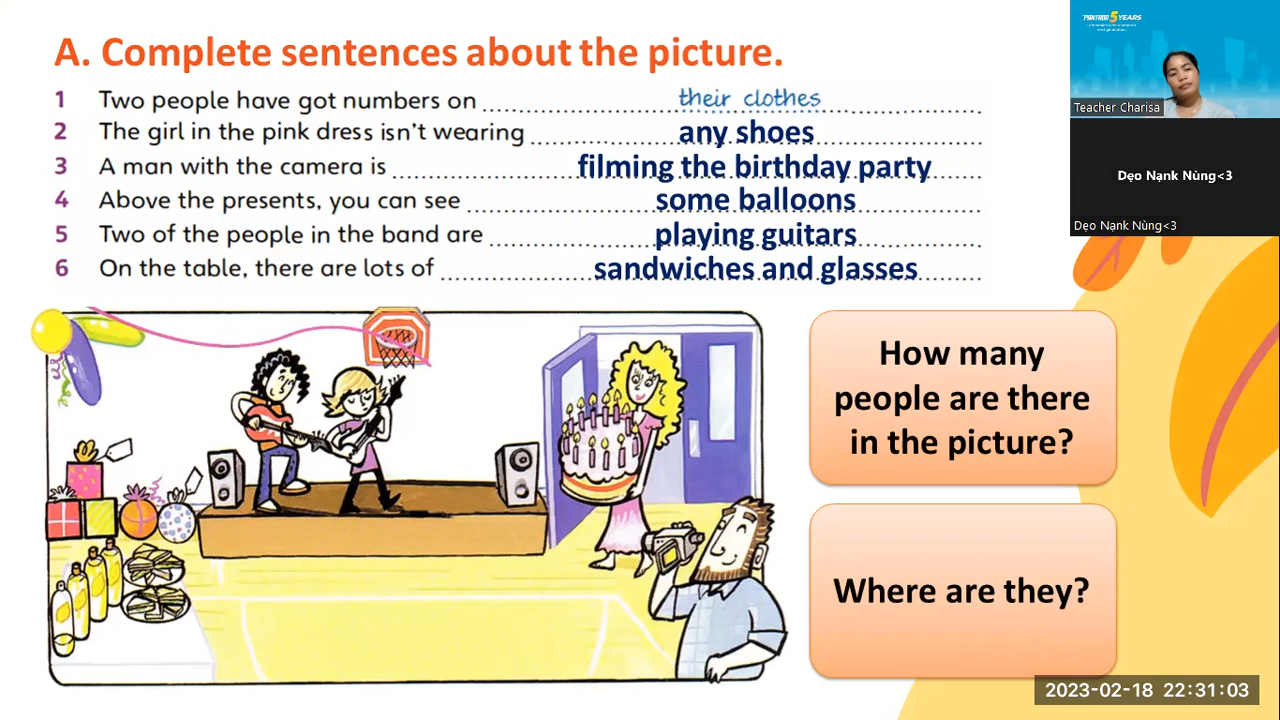 A. Complete sentences about the picture.
1 Two people have got numbers on their clothes
2 The girl in the pink dress isn't wearing any shoes
3 A man with the camera is filming the birthday party
4 Above the presents, you can see some balloons
5 Two of the people in the band are playing guitars
6 On the table, there are lots of sandwiches and glasses
How many
people are there
in the picture?
Where are they?
5 YEARS
Teacher Charisa
Dẹo Nạnk Nùng<3
Dẹo Nạnk Nùng<3
2023-02-18 22:31:03